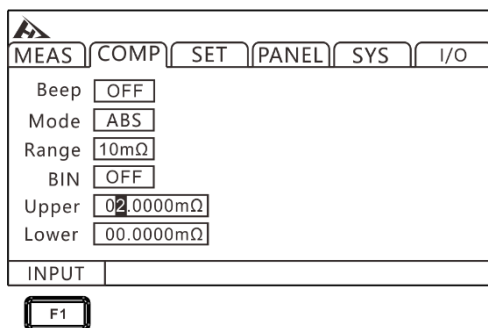 MEAS COMP SET PANEL SYS I/O
Beep OFF
Mode ABS
Range 10mΩ
BIN OFF
Upper 02.0000mΩ
Lower 00.0000mΩ
INPUT
F1